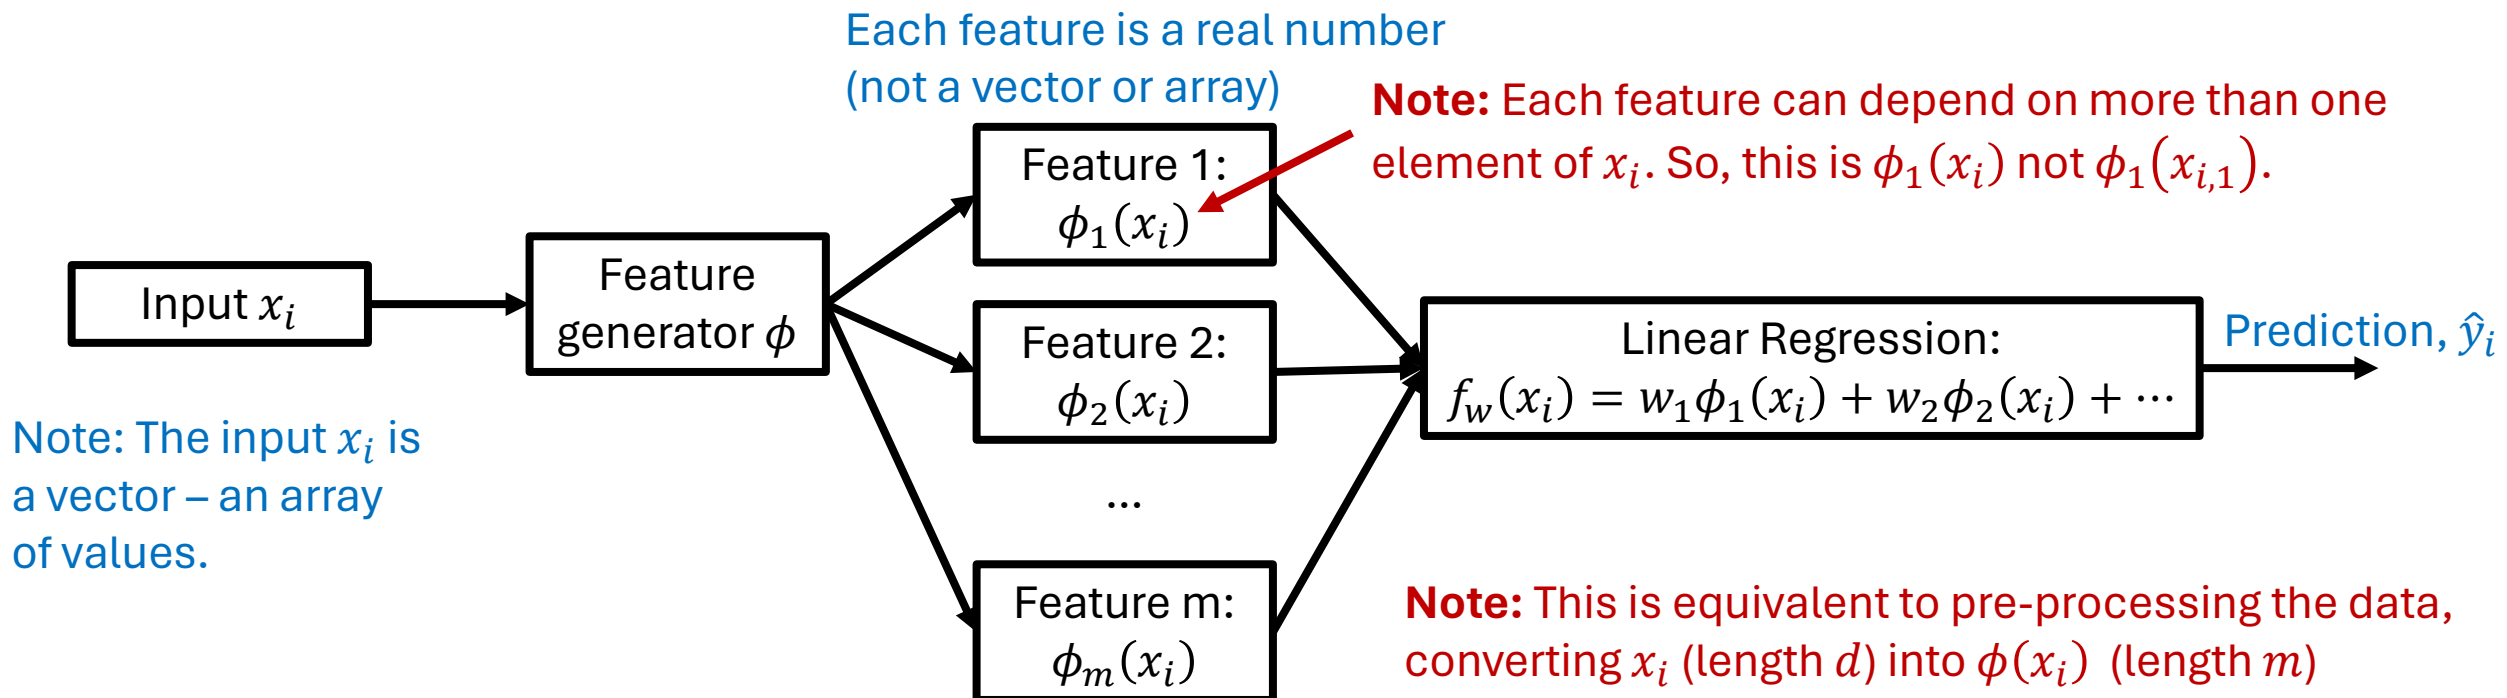 Each feature is a real number
(not a vector or array)
Note: Each feature can depend on more than one
element of 𝑥ᵢ. So, this is 𝜙₁(𝑥ᵢ) not 𝜙₁(𝑥ᵢ,₁).
Input 𝑥ᵢ
Feature
generator 𝜙
Feature 1:
𝜙₁(𝑥ᵢ)
Feature 2:
𝜙₂(𝑥ᵢ)
...
Feature m:
𝜙ₘ(𝑥ᵢ)
Linear Regression:
𝑓_𝑤(𝑥ᵢ) = 𝑤₁𝜙₁(𝑥ᵢ) + 𝑤₂𝜙₂(𝑥ᵢ) + ⋯
Prediction, ŷᵢ
Note: The input 𝑥ᵢ is
a vector – an array
of values.
Note: This is equivalent to pre-processing the data,
converting 𝑥ᵢ (length 𝑑) into 𝜙(𝑥ᵢ) (length 𝑚)